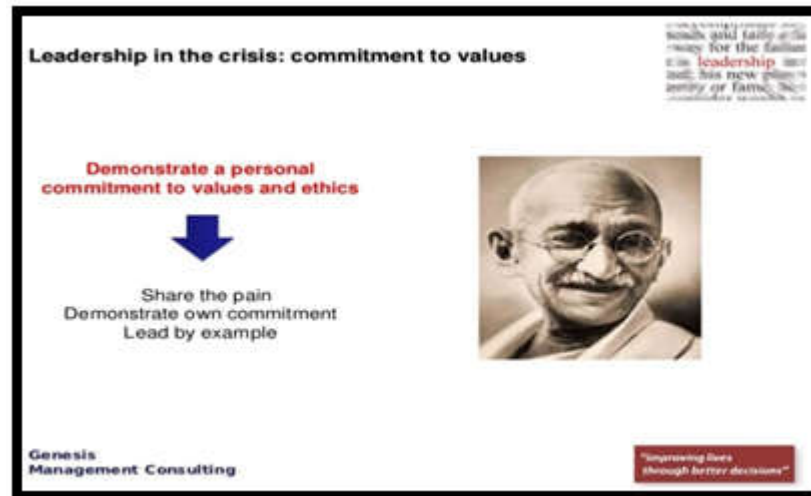 Leadership in the crisis: commitment to values
leadership
Demonstrate a personal
commitment to values and ethics
Share the pain
Demonstrate own commitment
Lead by example
Genesis
Management Consulting
"improving lives
through better decisions"